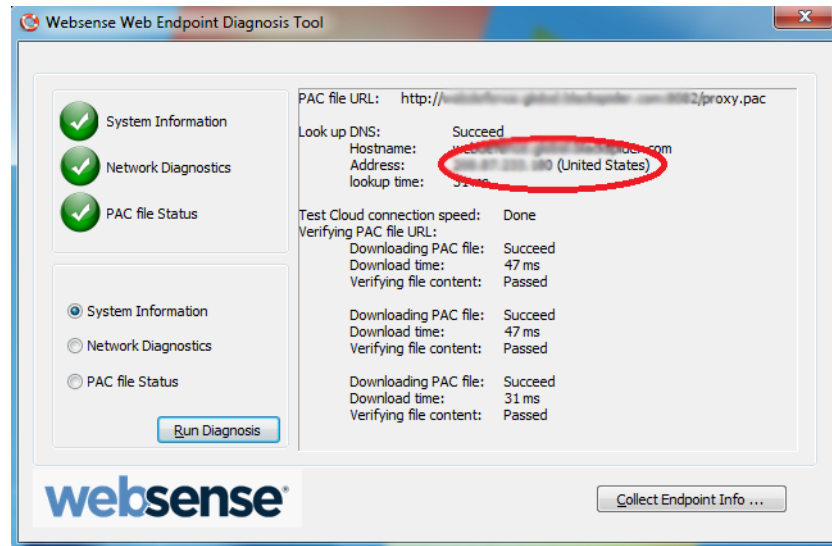 Websense Web Endpoint Diagnosis Tool
System Information
Network Diagnostics
PAC file Status
System Information
Network Diagnostics
PAC file Status
Run Diagnosis
PAC file URL: http:// /proxy.pac
Look up DNS: Succeed
Hostname:
Address: (United States)
lookup time: ms
Test Cloud connection speed: Done
Verifying PAC file URL:
Downloading PAC file: Succeed
Download time: 47 ms
Verifying file content: Passed
Downloading PAC file: Succeed
Download time: 47 ms
Verifying file content: Passed
Downloading PAC file: Succeed
Download time: 31 ms
Verifying file content: Passed
websense®
Collect Endpoint Info ...